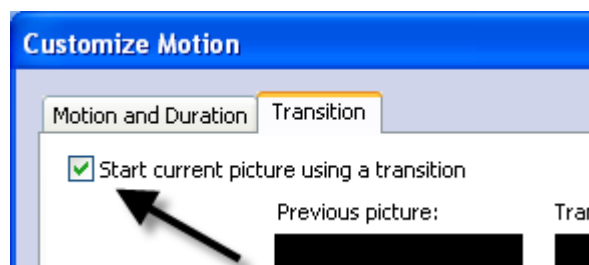 Customize Motion
Motion and Duration Transition
Start current picture using a transition
Previous picture: